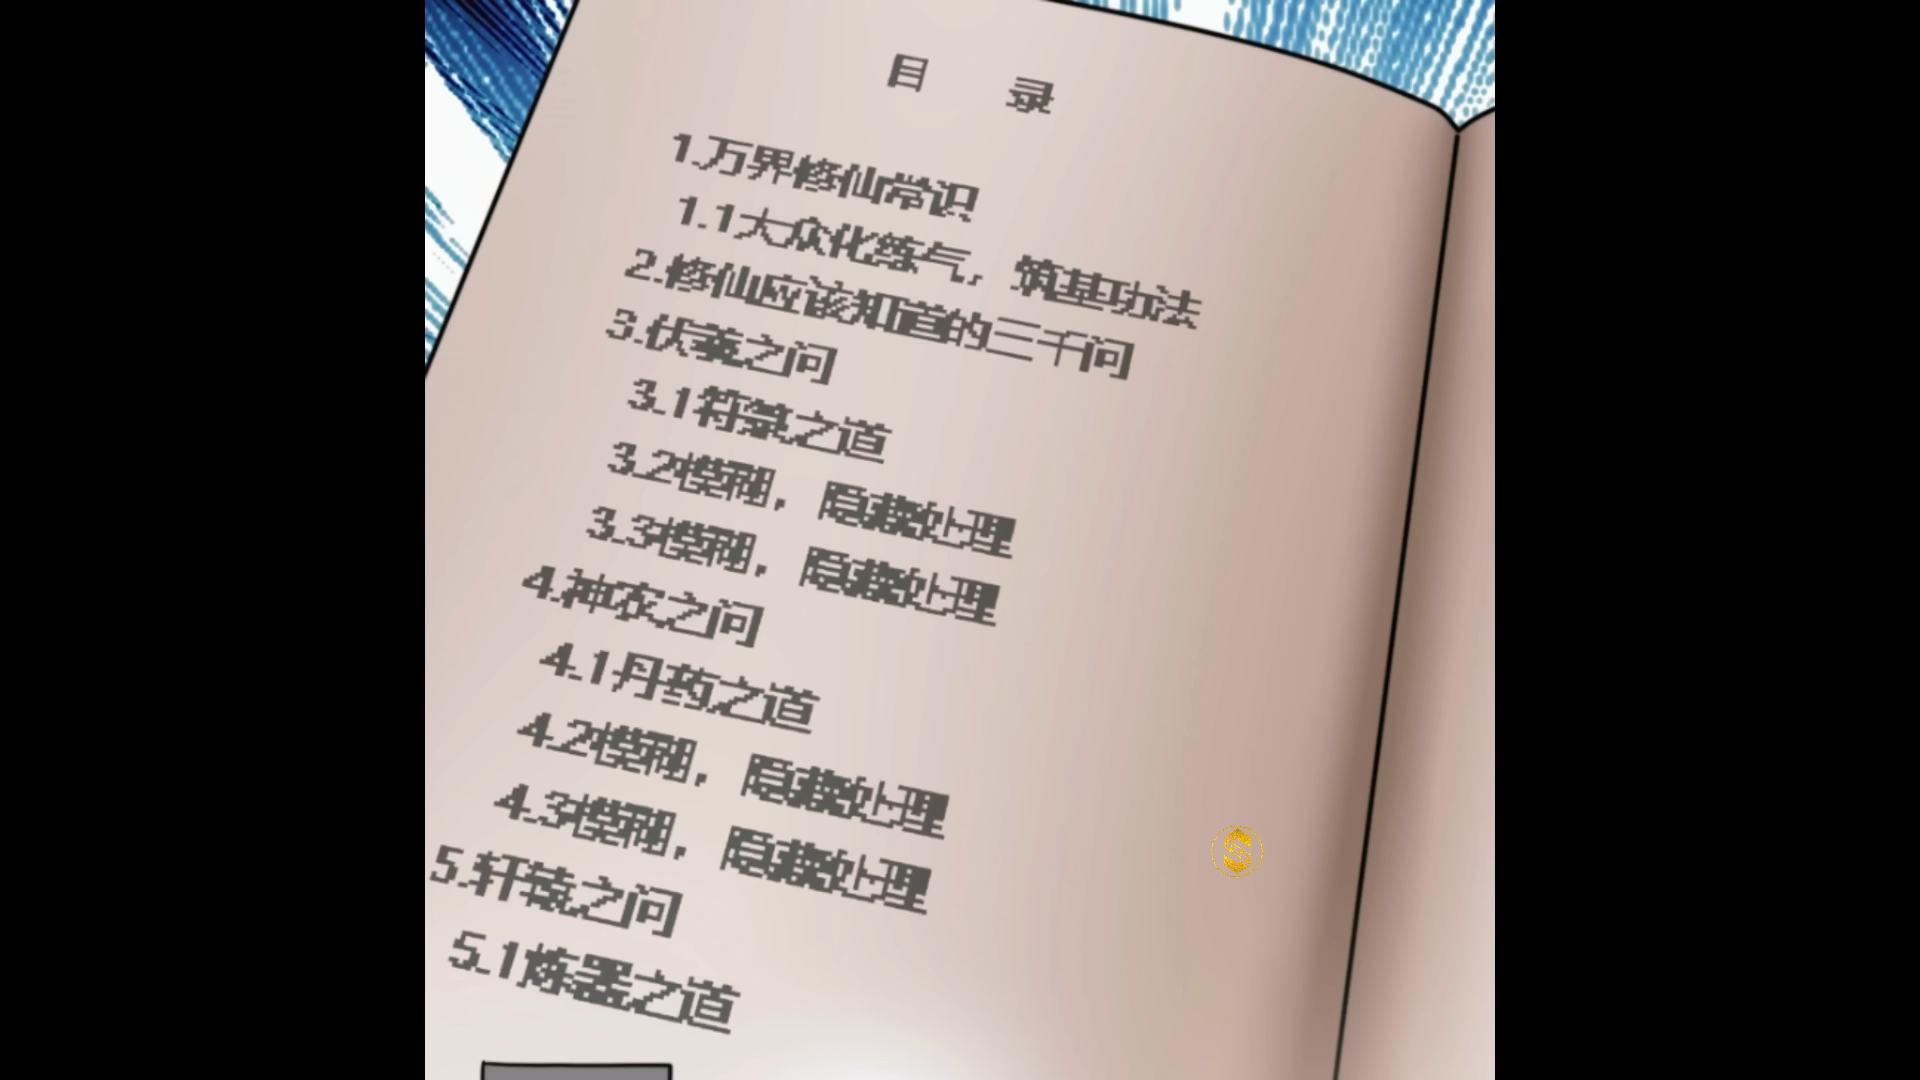 目 录
1.万界修仙常识
1.1大众化练气，筑基功法
2.修仙应该知道的三千问
3.伏羲之问
3.1符箓之道
3.2模糊，隐藏处理
3.3模糊，隐藏处理
4.神农之问
4.1丹药之道
4.2模糊，隐藏处理
4.3模糊，隐藏处理
5.轩辕之问
5.1炼器之道